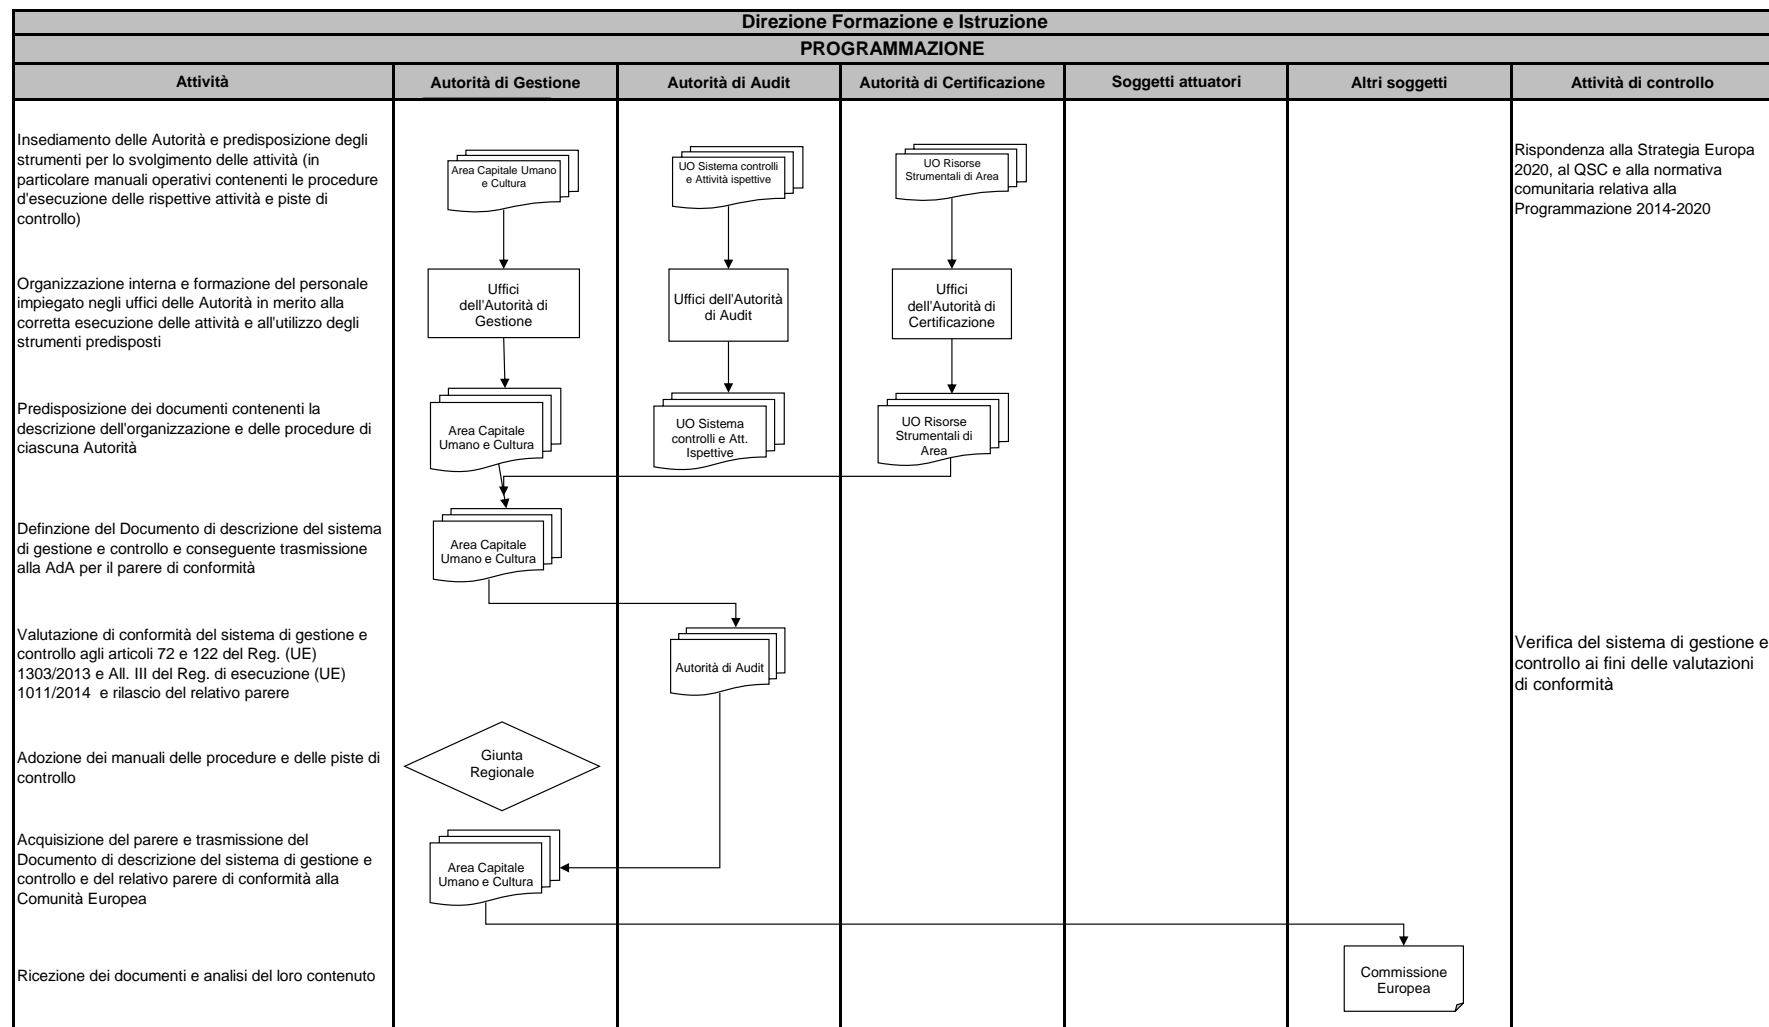 Direzione Formazione e Istruzione
PROGRAMMAZIONE
Attività
Autorità di Gestione
Autorità di Audit
Autorità di Certificazione
Soggetti attuatori
Altri soggetti
Attività di controllo
Insediamento delle Autorità e predisposizione degli
strumenti per lo svolgimento delle attività (in
particolare manuali operativi contenenti le procedure
d'esecuzione delle rispettive attività e piste di
controllo)
Area Capitale Umano
e Cultura
UO Sistema controlli
e Attività ispettive
UO Risorse
Strumentali di Area
Rispondenza alla Strategia Europa
2020, al QSC e alla normativa
comunitaria relativa alla
Programmazione 2014-2020
Organizzazione interna e formazione del personale
impiegato negli uffici delle Autorità in merito alla
corretta esecuzione delle attività e all'utilizzo degli
strumenti predisposti
Uffici
dell'Autorità di
Gestione
Uffici dell'Autorità
di Audit
Uffici
dell'Autorità di
Certificazione
Predisposizione dei documenti contenenti la
descrizione dell'organizzazione e delle procedure di
ciascuna Autorità
Area Capitale
Umano e Cultura
UO Sistema
controlli e Att.
Ispettive
UO Risorse
Strumentali di
Area
Definzione del Documento di descrizione del sistema
di gestione e controllo e conseguente trasmissione
alla AdA per il parere di conformità
Area Capitale
Umano e Cultura
Valutazione di conformità del sistema di gestione e
controllo agli articoli 72 e 122 del Reg. (UE)
1303/2013 e All. III del Reg. di esecuzione (UE)
1011/2014 e rilascio del relativo parere
Autorità di Audit
Verifica del sistema di gestione e
controllo ai fini delle valutazioni
di conformità
Adozione dei manuali delle procedure e delle piste di
controllo
Giunta
Regionale
Acquisizione del parere e trasmissione del
Documento di descrizione del sistema di gestione e
controllo e del relativo parere di conformità alla
Comunità Europea
Area Capitale
Umano e Cultura
Ricezione dei documenti e analisi del loro contenuto
Commissione
Europea